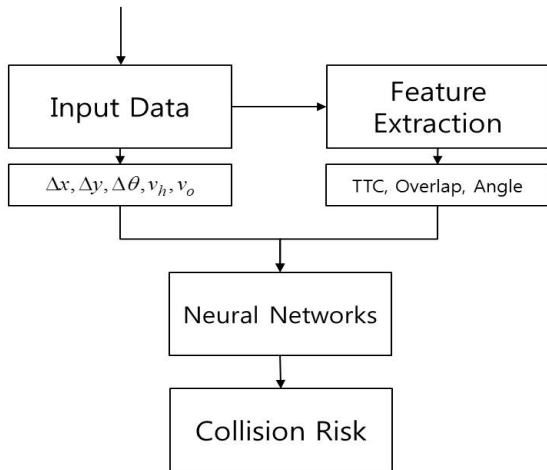 Input Data
Feature
Extraction
Δx, Δy, Δθ, v_h, v_o
TTC, Overlap, Angle
Neural Networks
Collision Risk